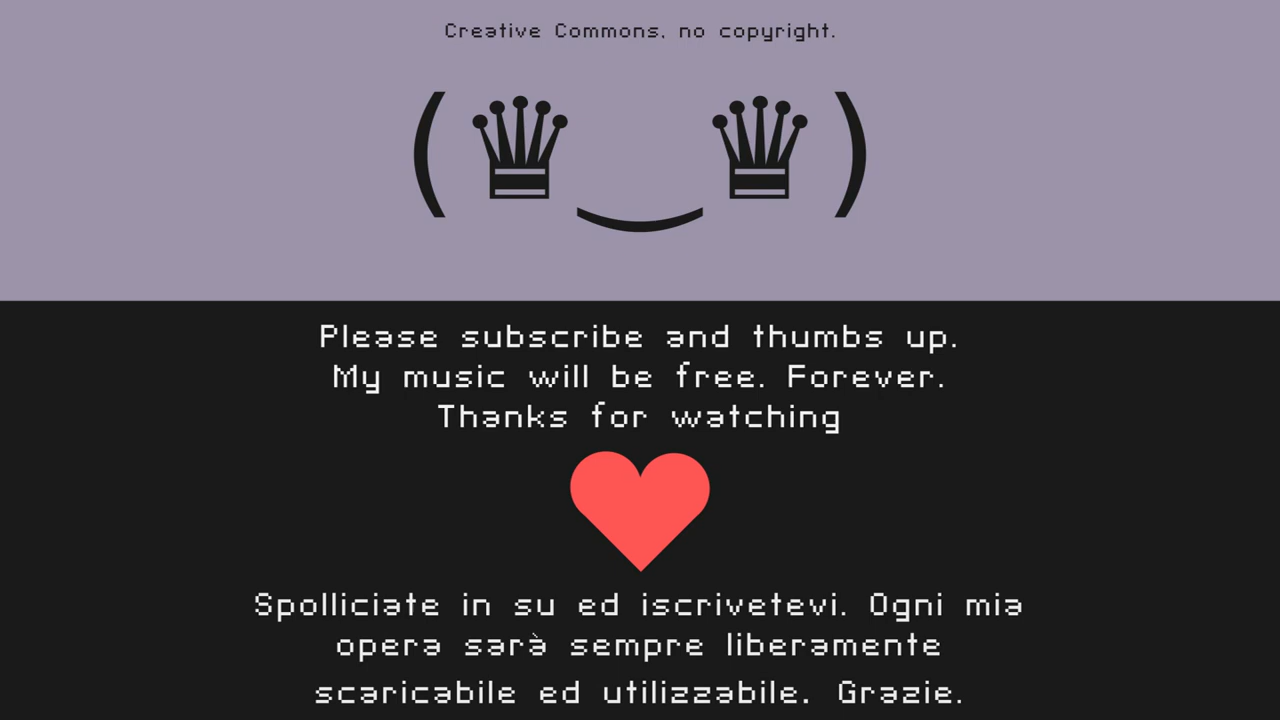 Creative Commons, no copyright.
(♛‿♛)
Please subscribe and thumbs up.
My music will be free. Forever.
Thanks for watching
Spolliciate in su ed iscrivetevi. Ogni mia
opera sarà sempre liberamente
scaricabile ed utilizzabile. Grazie.